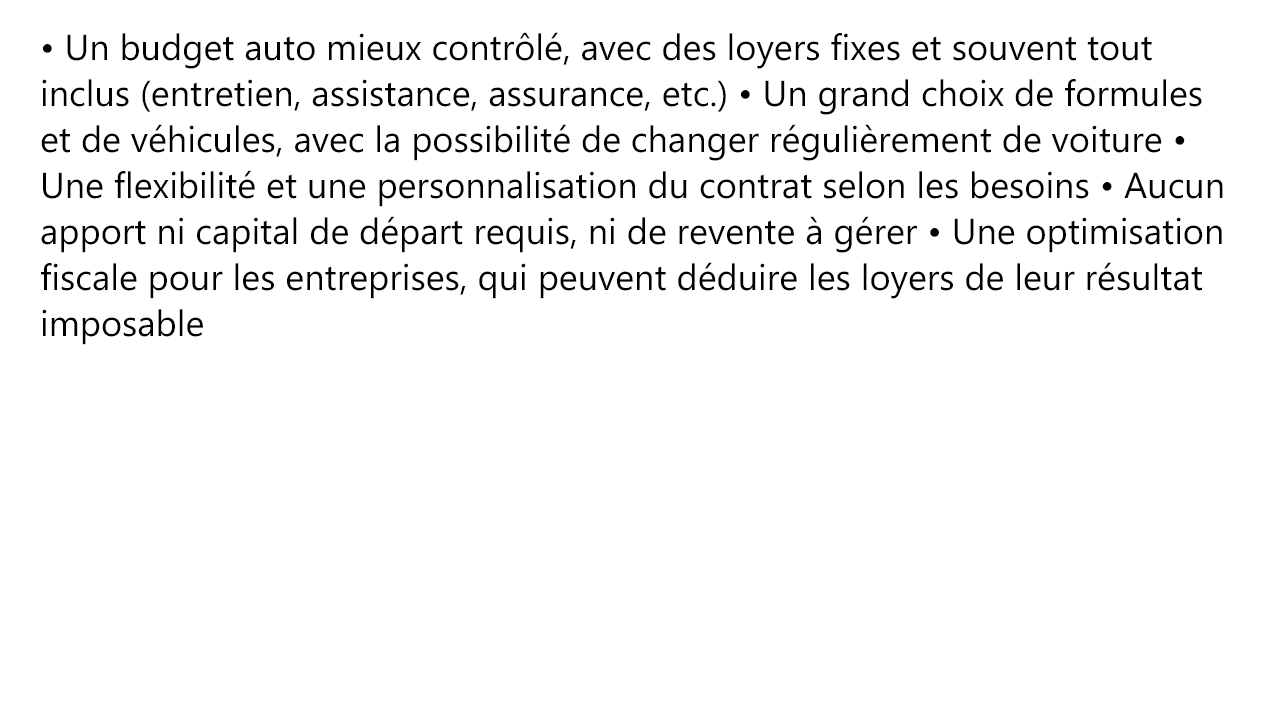 • Un budget auto mieux contrôlé, avec des loyers fixes et souvent tout
inclus (entretien, assistance, assurance, etc.) • Un grand choix de formules
et de véhicules, avec la possibilité de changer régulièrement de voiture •
Une flexibilité et une personnalisation du contrat selon les besoins • Aucun
apport ni capital de départ requis, ni de revente à gérer • Une optimisation
fiscale pour les entreprises, qui peuvent déduire les loyers de leur résultat
imposable